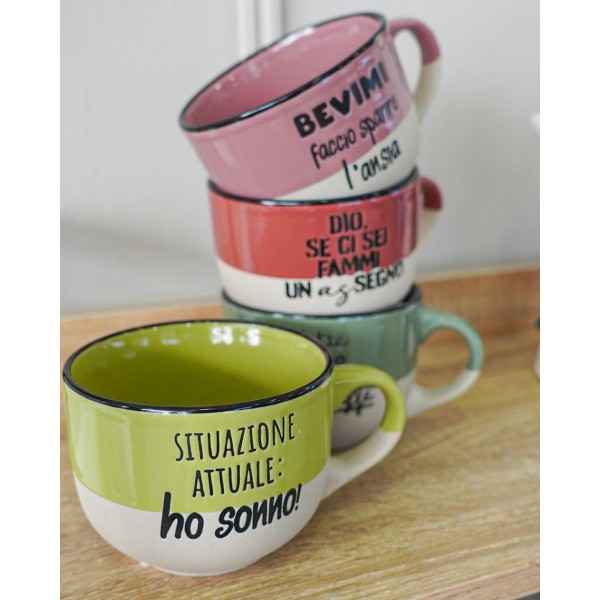 BEVIMI
faccio sparire
l'ansia
DIO,
SE CI SEI
FAMMI
UN SEGNO
SITUAZIONE
ATTUALE:
ho sonno!